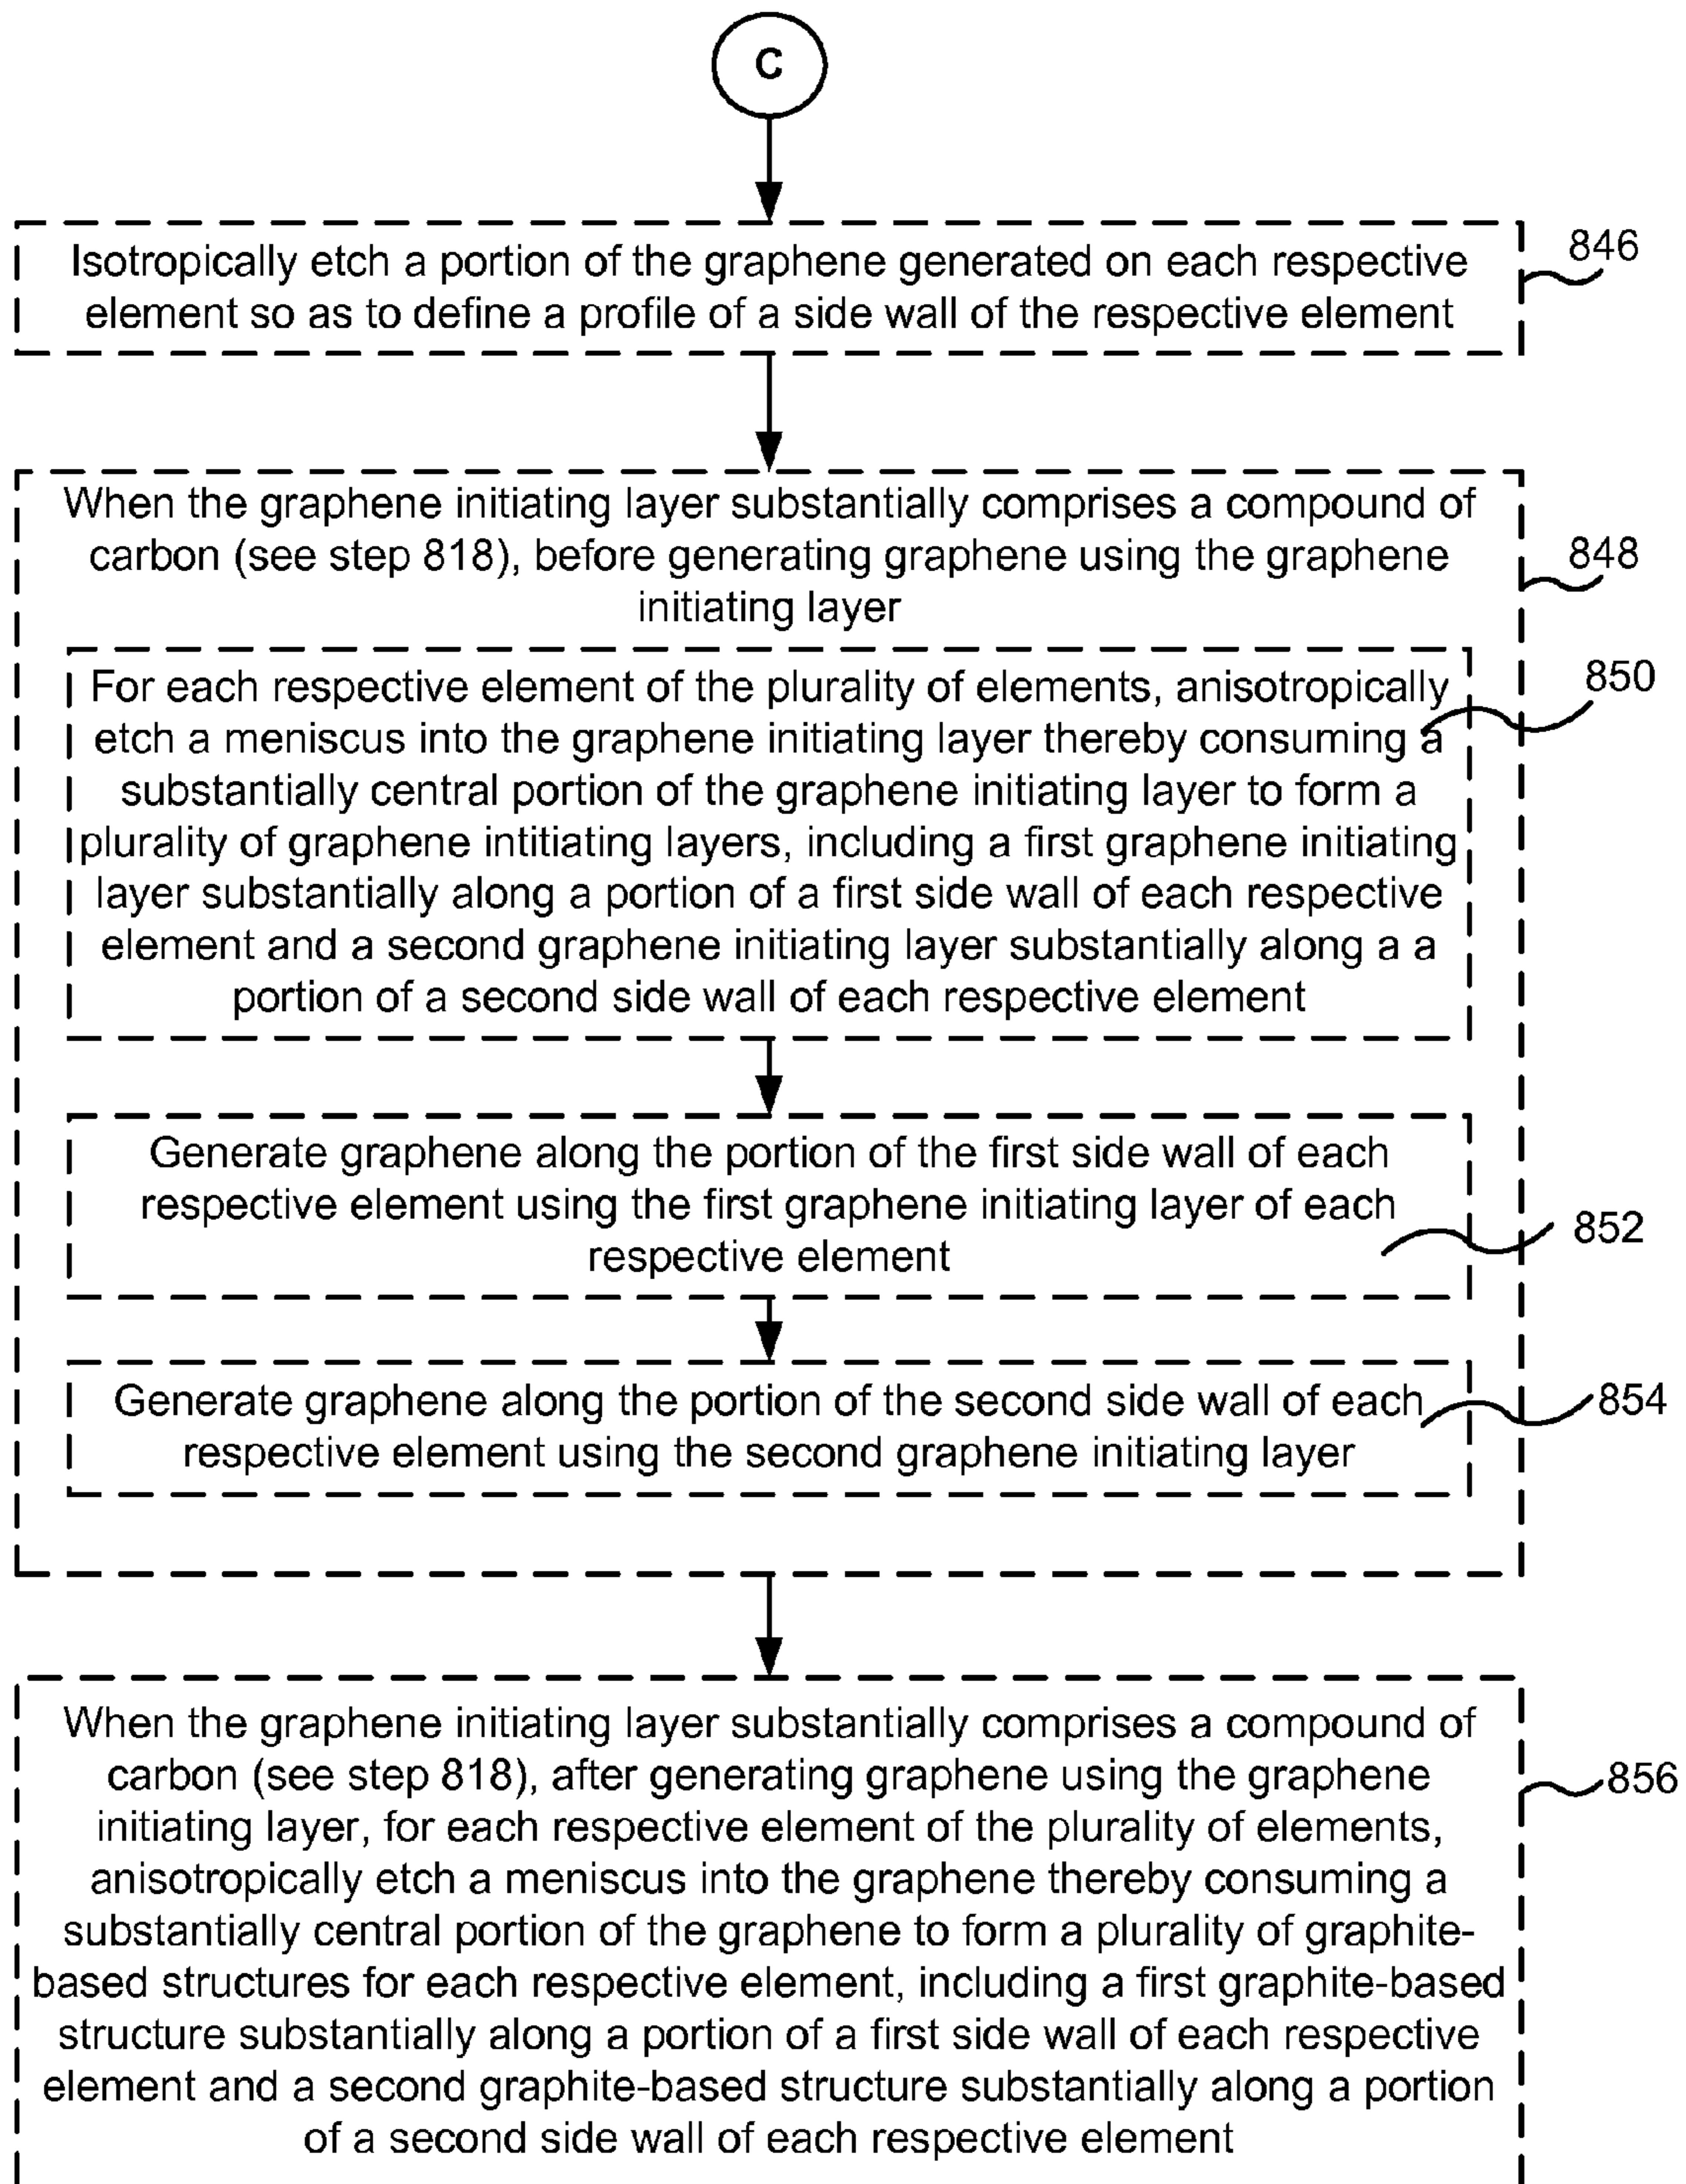 C
Isotropically etch a portion of the graphene generated on each respective
element so as to define a profile of a side wall of the respective element
846
When the graphene initiating layer substantially comprises a compound of
carbon (see step 818), before generating graphene using the graphene
initiating layer
848
For each respective element of the plurality of elements, anisotropically
etch a meniscus into the graphene initiating layer thereby consuming a
substantially central portion of the graphene initiating layer to form a
plurality of graphene intitiating layers, including a first graphene initiating
layer substantially along a portion of a first side wall of each respective
element and a second graphene initiating layer substantially along a a
portion of a second side wall of each respective element
850
Generate graphene along the portion of the first side wall of each
respective element using the first graphene initiating layer of each
respective element
852
Generate graphene along the portion of the second side wall of each
respective element using the second graphene initiating layer
854
When the graphene initiating layer substantially comprises a compound of
carbon (see step 818), after generating graphene using the graphene
initiating layer, for each respective element of the plurality of elements,
anisotropically etch a meniscus into the graphene thereby consuming a
substantially central portion of the graphene to form a plurality of graphite-
based structures for each respective element, including a first graphite-based
structure substantially along a portion of a first side wall of each respective
element and a second graphite-based structure substantially along a portion
of a second side wall of each respective element
856